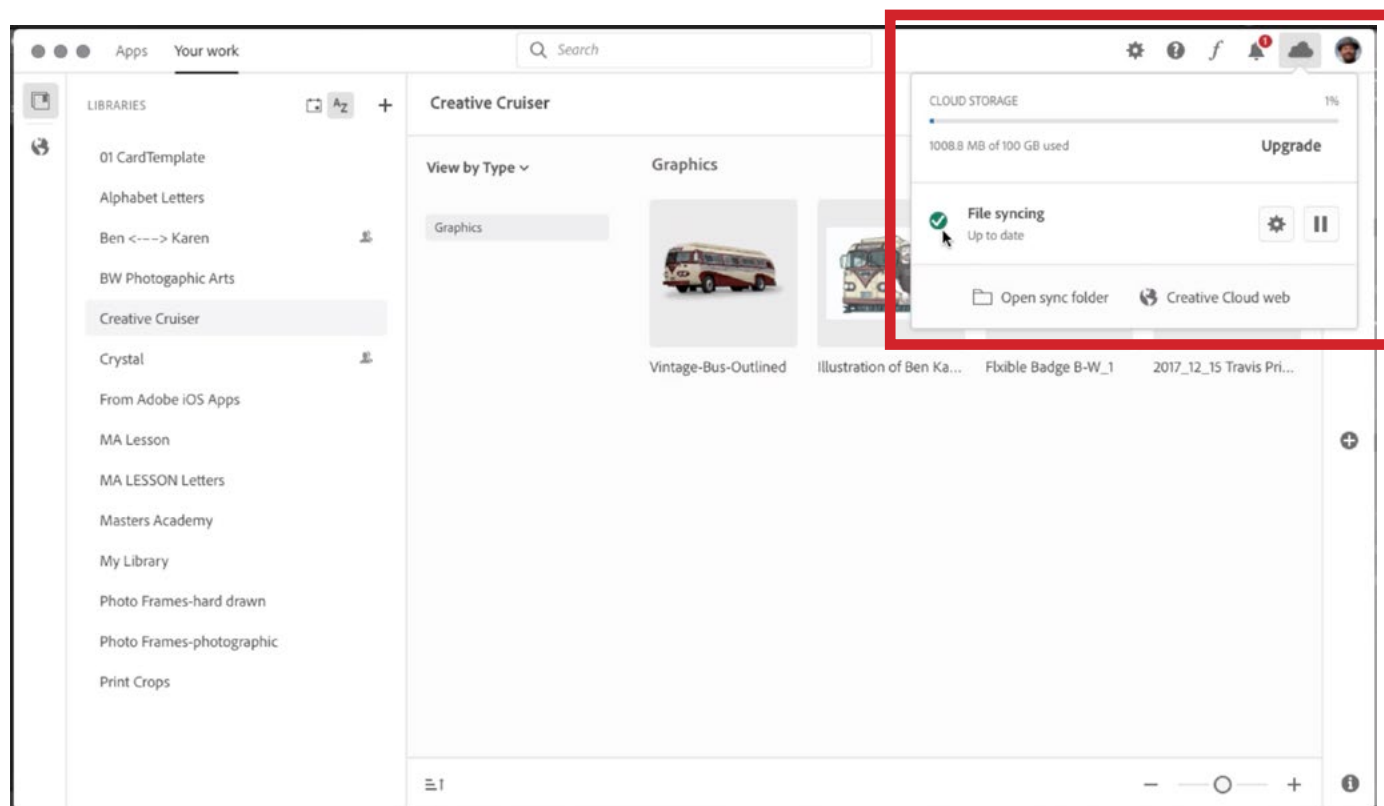 Apps Your work Search 1
LIBRARIES AZ
01 CardTemplate
Alphabet Letters
Ben <---> Karen
BW Photogaphic Arts
Creative Cruiser
Crystal
From Adobe iOS Apps
MA Lesson
MA LESSON Letters
Masters Academy
My Library
Photo Frames-hard drawn
Photo Frames-photographic
Print Crops
Creative Cruiser
View by Type
Graphics
Graphics
Vintage-Bus-Outlined
Illustration of Ben Ka...
Flxible Badge B-W_1
2017_12_15 Travis Pri...
CLOUD STORAGE 1%
1008.8 MB of 100 GB used Upgrade
File syncing
Up to date
Open sync folder Creative Cloud web